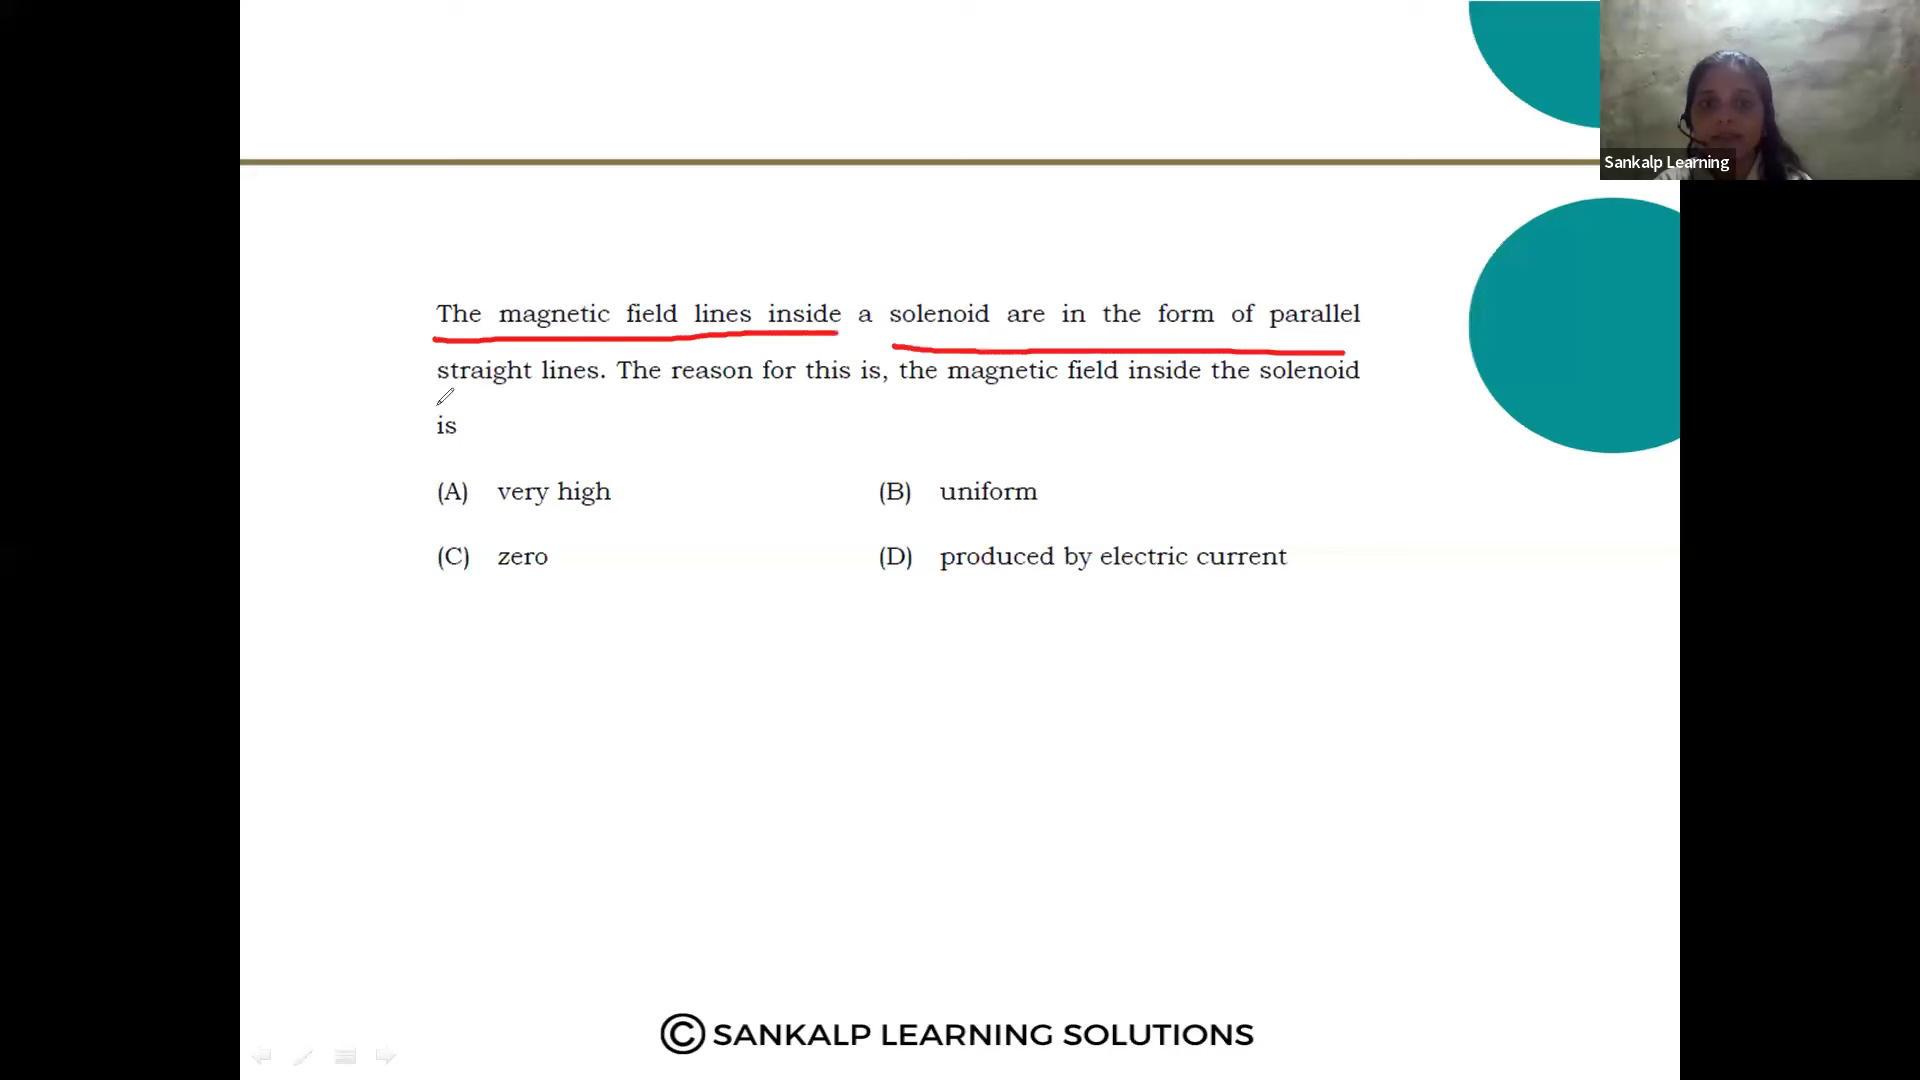 Sankalp Learning
The magnetic field lines inside a solenoid are in the form of parallel
straight lines. The reason for this is, the magnetic field inside the solenoid
is
(A) very high (B) uniform
(C) zero (D) produced by electric current
© SANKALP LEARNING SOLUTIONS